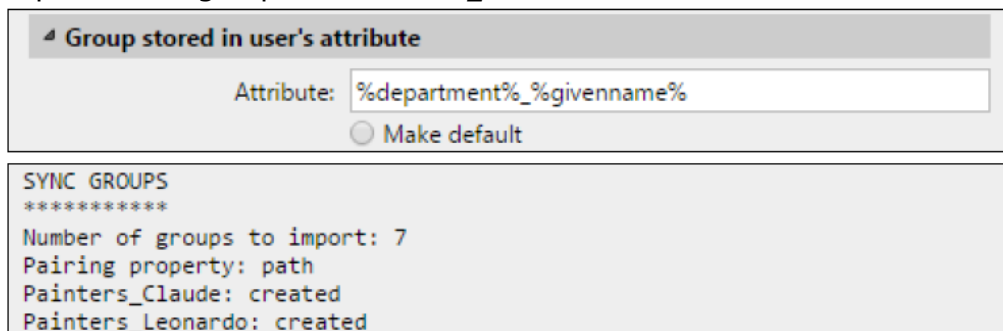 Group stored in user's attribute
Attribute: %department%_%givenname%
Make default
SYNC GROUPS
***********
Number of groups to import: 7
Pairing property: path
Painters_Claude: created
Painters_Leonardo: created